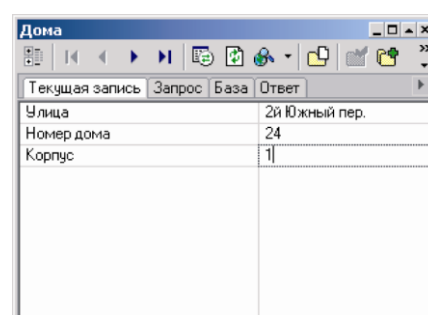 Дома
Текущая запись Запрос База Ответ
Улица 2й Южный пер.
Номер дома 24
Корпус 1